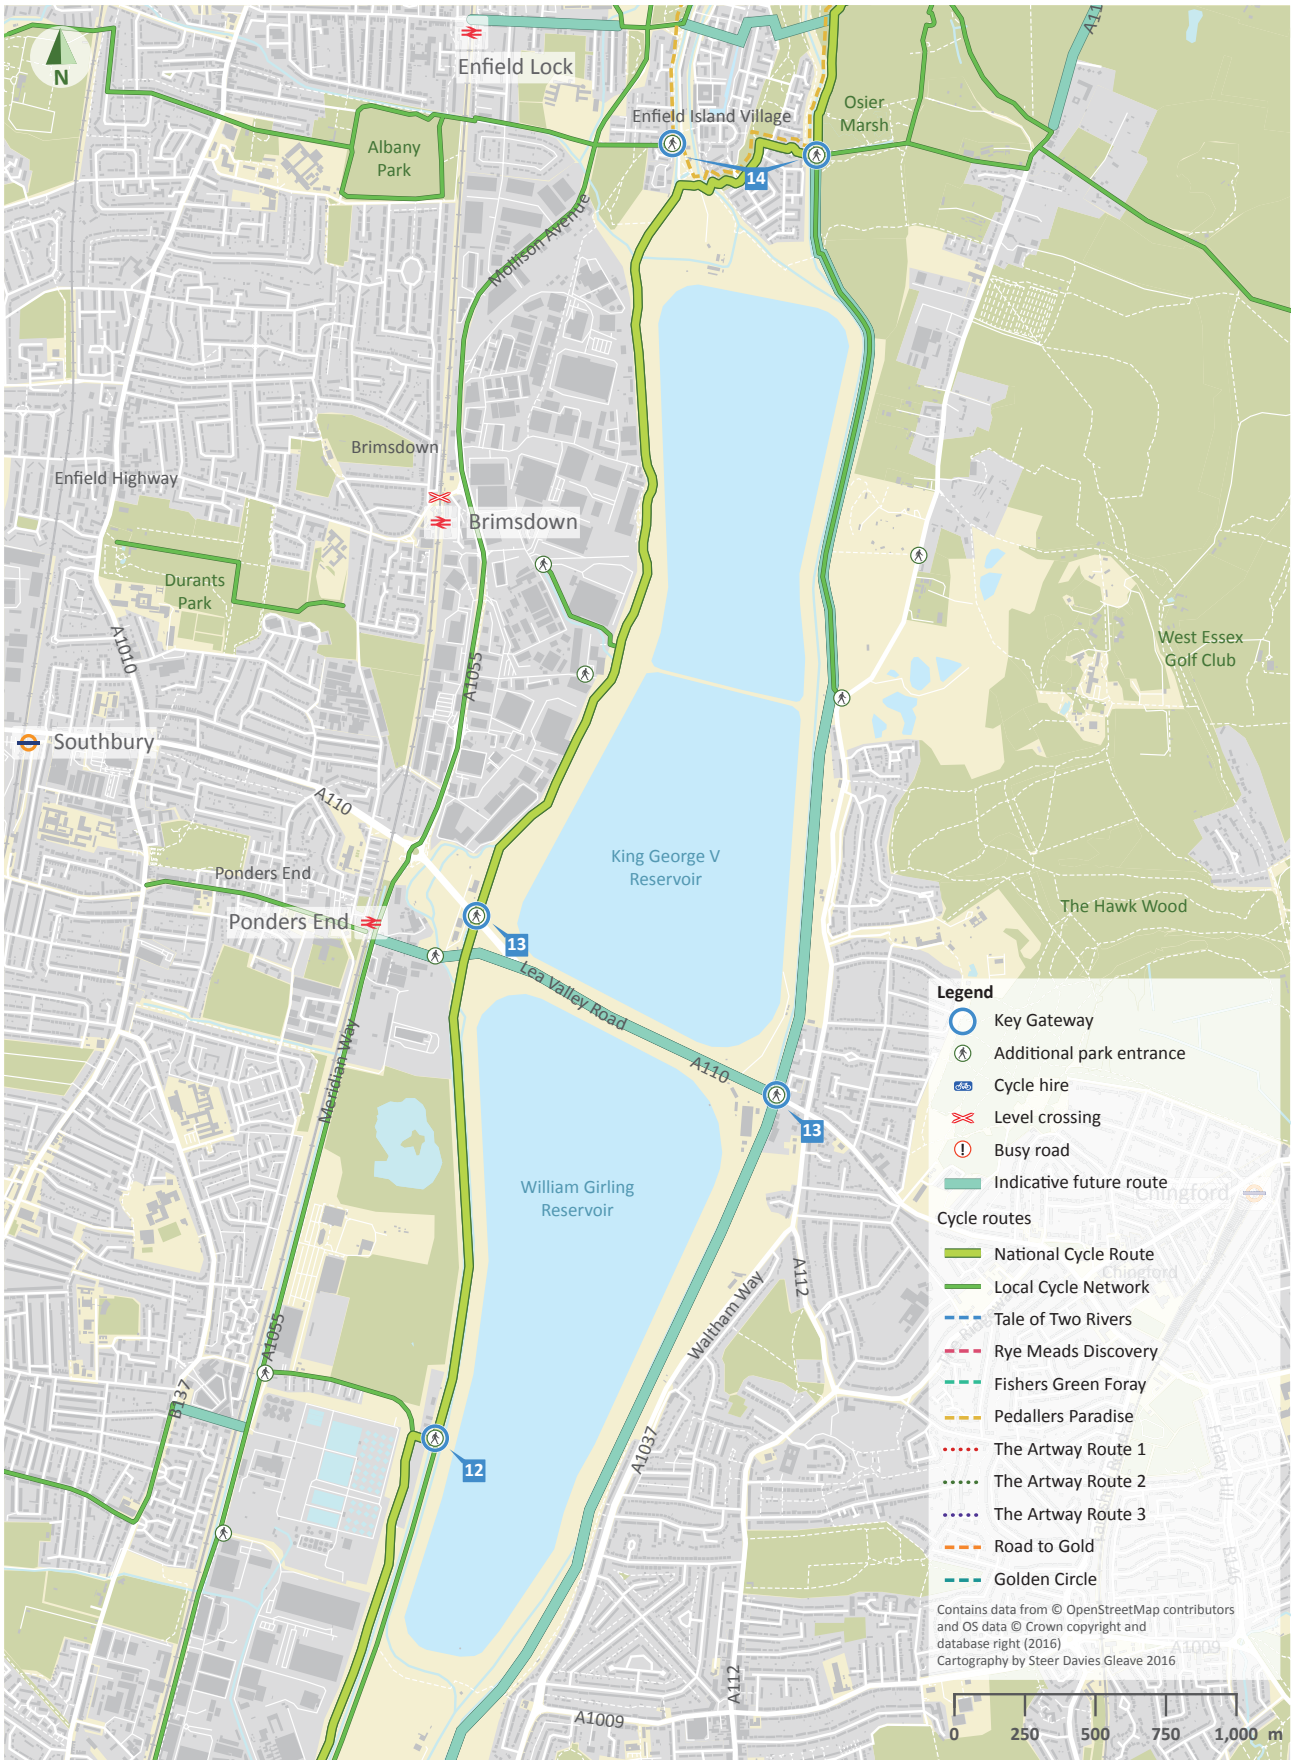 A11
N
Enfield Lock
Osier
Marsh
Enfield Island Village
Albany
Park
14
Mollison Avenue
Brimsdown
Enfield Highway
Brimsdown
Durants
Park
A1010
A1055
West Essex
Golf Club
Southbury
A110
King George V
Reservoir
Ponders End
The Hawk Wood
Ponders End
13
Lea Valley Road
A110
Meridian Way
13
William Girling
Reservoir
Waltham Way
A112
A1055
B137
A1037
12
A112
A1009
Legend
Key Gateway
Additional park entrance
Cycle hire
Level crossing
! Busy road
Indicative future route
Chingford
Cycle routes
National Cycle Route
Chingford
Local Cycle Network
Tale of Two Rivers
Rye Meads Discovery
Fishers Green Foray
Pedallers Paradise
The Artway Route 1
The Artway Route 2
The Artway Route 3
Road to Gold
Golden Circle
Friday Hill
Contains data from © OpenStreetMap contributors
and OS data © Crown copyright and
database right (2016)
Cartography by Steer Davies Gleave 2016
A1009
0 250 500 750 1,000 m